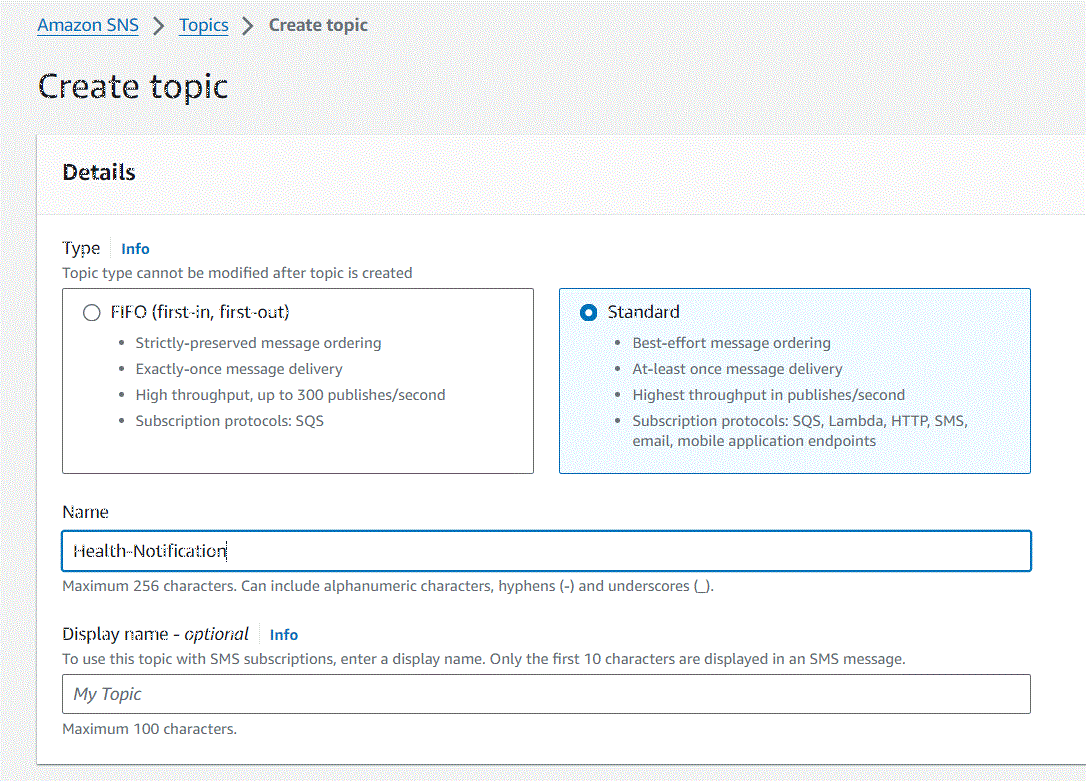 Amazon SNS > Topics > Create topic
Create topic
Details
Type Info
Topic type cannot be modified after topic is created
FIFO (first-in, first-out)
• Strictly-preserved message ordering
• Exactly-once message delivery
• High throughput, up to 300 publishes/second
• Subscription protocols: SQS
Standard
• Best-effort message ordering
• At-least once message delivery
• Highest throughput in publishes/second
• Subscription protocols: SQS, Lambda, HTTP, SMS,
email, mobile application endpoints
Name
Health-Notification
Maximum 256 characters. Can include alphanumeric characters, hyphens (-) and underscores (_).
Display name - optional Info
To use this topic with SMS subscriptions, enter a display name. Only the first 10 characters are displayed in an SMS message.
My Topic
Maximum 100 characters.